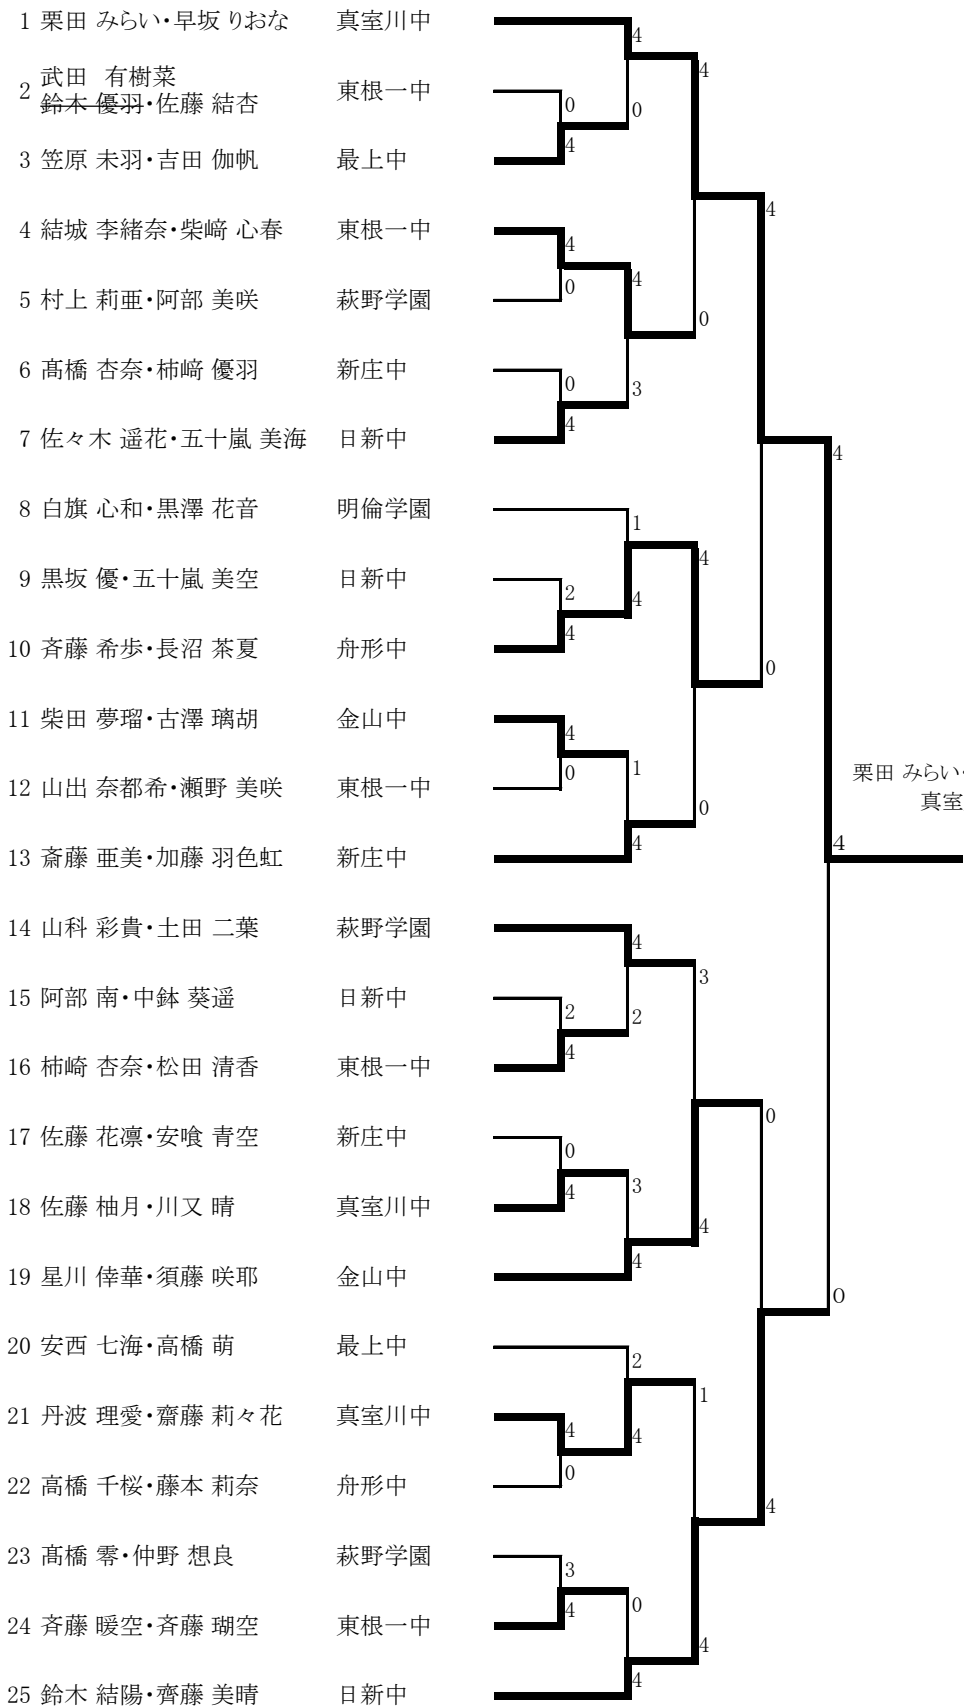 1 栗田 みらい・早坂 りおな 真室川中
4
4
武田 有樹菜
2 鈴木 優羽・佐藤 結杏 東根一中
0
0
4
3 笠原 未羽・吉田 伽帆 最上中
4
4 結城 李緒奈・柴﨑 心春 東根一中
4
4
0
5 村上 莉亜・阿部 美咲 萩野学園
0
6 髙橋 杏奈・柿﨑 優羽 新庄中
0
3
4
7 佐々木 遥花・五十嵐 美海 日新中
4
8 白旗 心和・黒澤 花音 明倫学園
1
4
9 黒坂 優・五十嵐 美空 日新中
2
4
4
10 斉藤 希歩・長沼 茶夏 舟形中
0
11 柴田 夢瑠・古澤 璃胡 金山中
4
1
0
12 山出 奈都希・瀬野 美咲 東根一中
0
栗田 みらい・
真室
4
4
13 斎藤 亜美・加藤 羽色虹 新庄中
14 山科 彩貴・土田 二葉 萩野学園
4
3
15 阿部 南・中鉢 葵遥 日新中
2
2
4
16 柿崎 杏奈・松田 清香 東根一中
0
17 佐藤 花凛・安喰 青空 新庄中
0
3
4
18 佐藤 柚月・川又 晴 真室川中
4
4
19 星川 倖華・須藤 咲耶 金山中
0
20 安西 七海・高橋 萌 最上中
2
1
21 丹波 理愛・齋藤 莉々花 真室川中
4
4
0
22 高橋 千桜・藤本 莉奈 舟形中
4
23 髙橋 零・仲野 想良 萩野学園
3
0
4
24 斉藤 暖空・斉藤 瑚空 東根一中
4
4
25 鈴木 結陽・齊藤 美晴 日新中